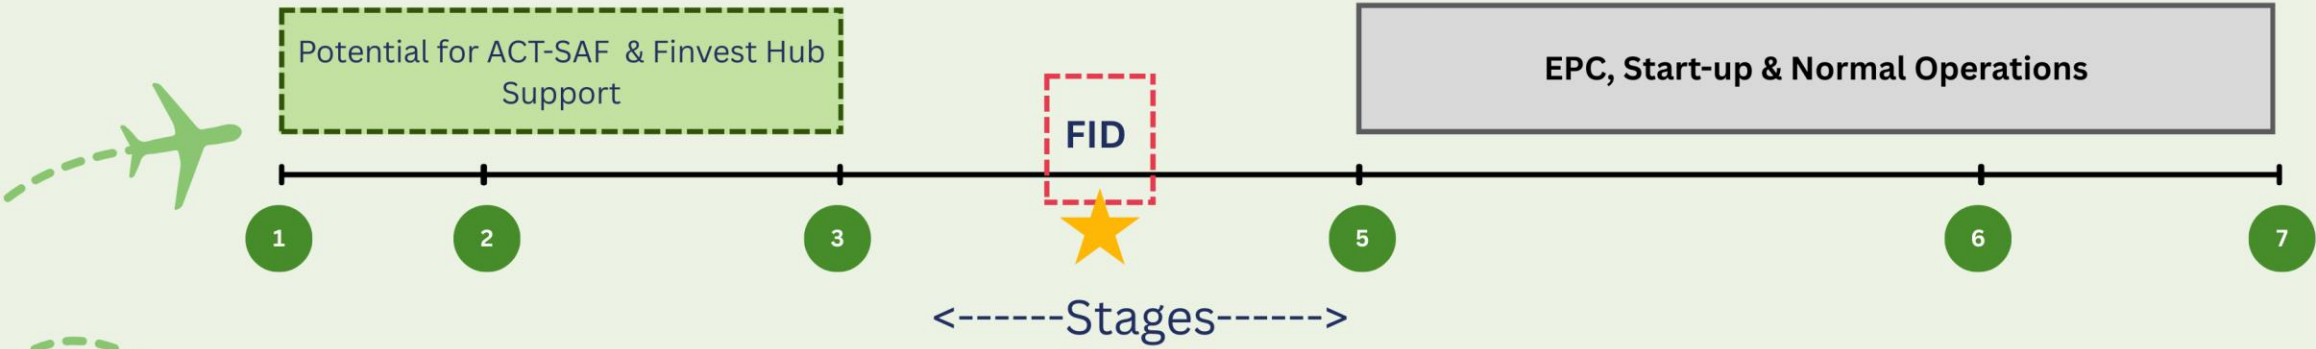 Potential for ACT-SAF & Finvest Hub
Support
FID
EPC, Start-up & Normal Operations
1
2
3
5
6
7
<------Stages------>